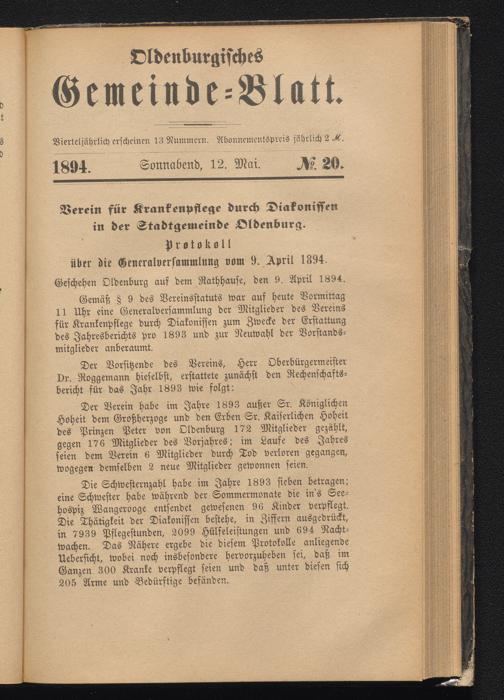 Oldenburgisches
Gemeinde=Blatt.
Vierteljährlich erscheinen 13 Nummern. Abonnementspreis jährlich 2 ℳ.
1894. Sonnabend, 12. Mai. №. 20.
Verein für Krankenpflege durch Diakonissen
in der Stadtgemeinde Oldenburg.
Protokoll
über die Generalversammlung vom 9. April 1894.
Geschehen Oldenburg auf dem Rathhause, den 9. April 1894.
Gemäß § 9 des Vereinsstatuts war auf heute Vormittag
11 Uhr eine Generalversammlung der Mitglieder des Vereins
für Krankenpflege durch Diakonissen zum Zwecke der Erstattung
des Jahresberichts pro 1893 und zur Neuwahl der Vorstands-
mitglieder anberaumt.
Der Vorsitzende des Vereins, Herr Oberbürgermeister
Dr. Roggemann hieselbst, erstattete zunächst den Rechenschafts-
bericht für das Jahr 1893 wie folgt:
Der Verein habe im Jahre 1893 außer Sr. Königlichen
Hoheit dem Großherzoge und den Erben Sr. Kaiserlichen Hoheit
des Prinzen Peter von Oldenburg 172 Mitglieder gezählt,
gegen 176 Mitglieder des Vorjahres; im Laufe des Jahres
seien dem Verein 6 Mitglieder durch Tod verloren gegangen,
wogegen demselben 2 neue Mitglieder gewonnen seien.
Die Schwesternzahl habe im Jahre 1893 sieben betragen;
eine Schwester habe während der Sommermonate die in's See-
hospiz Wangerooge entsendet gewesenen 96 Kinder verpflegt.
Die Thätigkeit der Diakonissen bestehe, in Ziffern ausgedrückt,
in 7939 Pflegestunden, 2099 Hülfeleistungen und 694 Nacht-
wachen. Das Nähere ergebe die diesem Protokolle anliegende
Uebersicht, wobei noch insbesondere hervorzuheben sei, daß im
Ganzen 300 Kranke verpflegt seien und daß unter diesen sich
205 Arme und Bedürftige befänden.